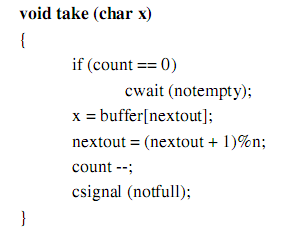 void take (char x)
{
if (count == 0)
cwait (notempty);
x = buffer[nextout];
nextout = (nextout + 1)%n;
count --;
csignal (notfull);
}